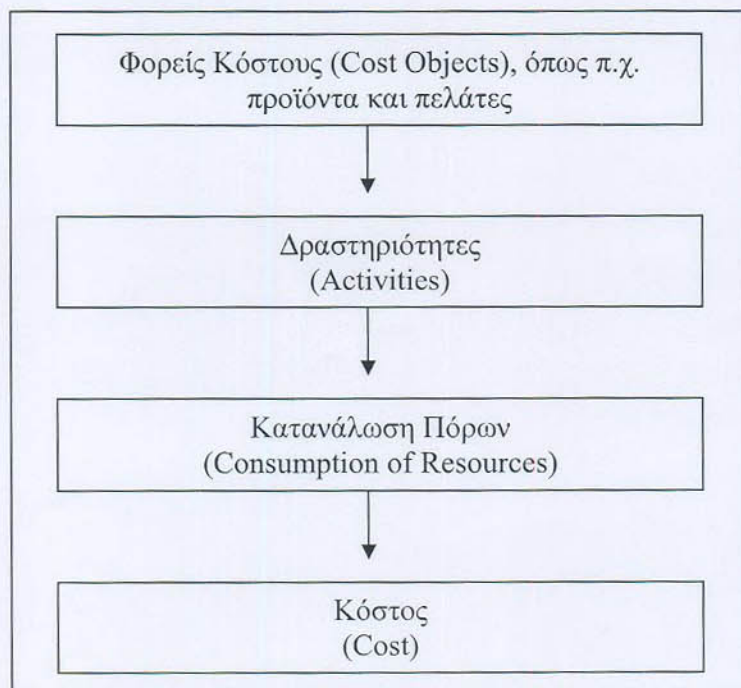 Φορείς Κόστους (Cost Objects), όπως π.χ.
προϊόντα και πελάτες
Δραστηριότητες
(Activities)
Κατανάλωση Πόρων
(Consumption of Resources)
Κόστος
(Cost)